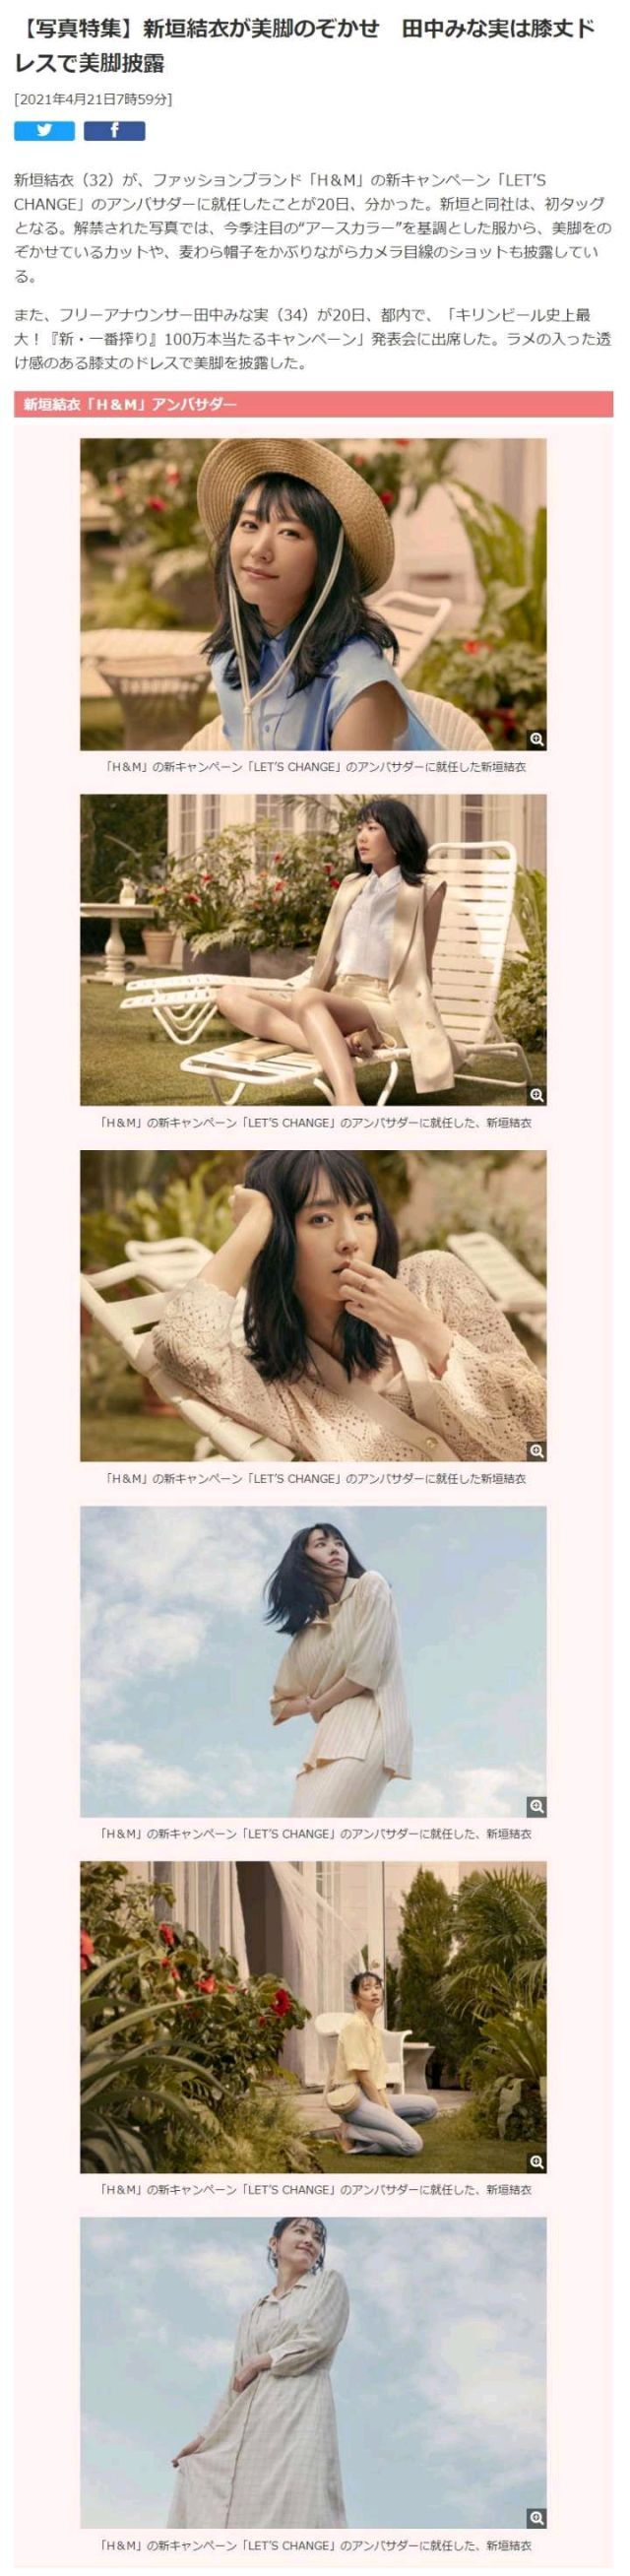 【写真特集】新垣結衣が美脚のぞかせ　田中みな実は膝丈ド
レスで美脚披露
[2021年4月21日7時59分]
新垣結衣（32）が、ファッションブランド「H＆M」の新キャンペーン「LET'S
CHANGE」のアンバサダーに就任したことが20日、分かった。新垣と同社は、初タッグ
となる。解禁された写真では、今季注目の“アースカラー”を基調とした服から、美脚をの
ぞかせているカットや、麦わら帽子をかぶりながらカメラ目線のショットも披露してい
る。
また、フリーアナウンサー田中みな実（34）が20日、都内で、「キリンビール史上最
大！『新・一番搾り』100万本当たるキャンペーン」発表会に出席した。ラメの入った透
け感のある膝丈のドレスで美脚を披露した。
新垣結衣「H＆M」アンバサダー
「H＆M」の新キャンペーン「LET'S CHANGE」のアンバサダーに就任した新垣結衣
「H＆M」の新キャンペーン「LET'S CHANGE」のアンバサダーに就任した、新垣結衣
「H＆M」の新キャンペーン「LET'S CHANGE」のアンバサダーに就任した新垣結衣
「H＆M」の新キャンペーン「LET'S CHANGE」のアンバサダーに就任した、新垣結衣
「H＆M」の新キャンペーン「LET'S CHANGE」のアンバサダーに就任した、新垣結衣
「H＆M」の新キャンペーン「LET'S CHANGE」のアンバサダーに就任した、新垣結衣